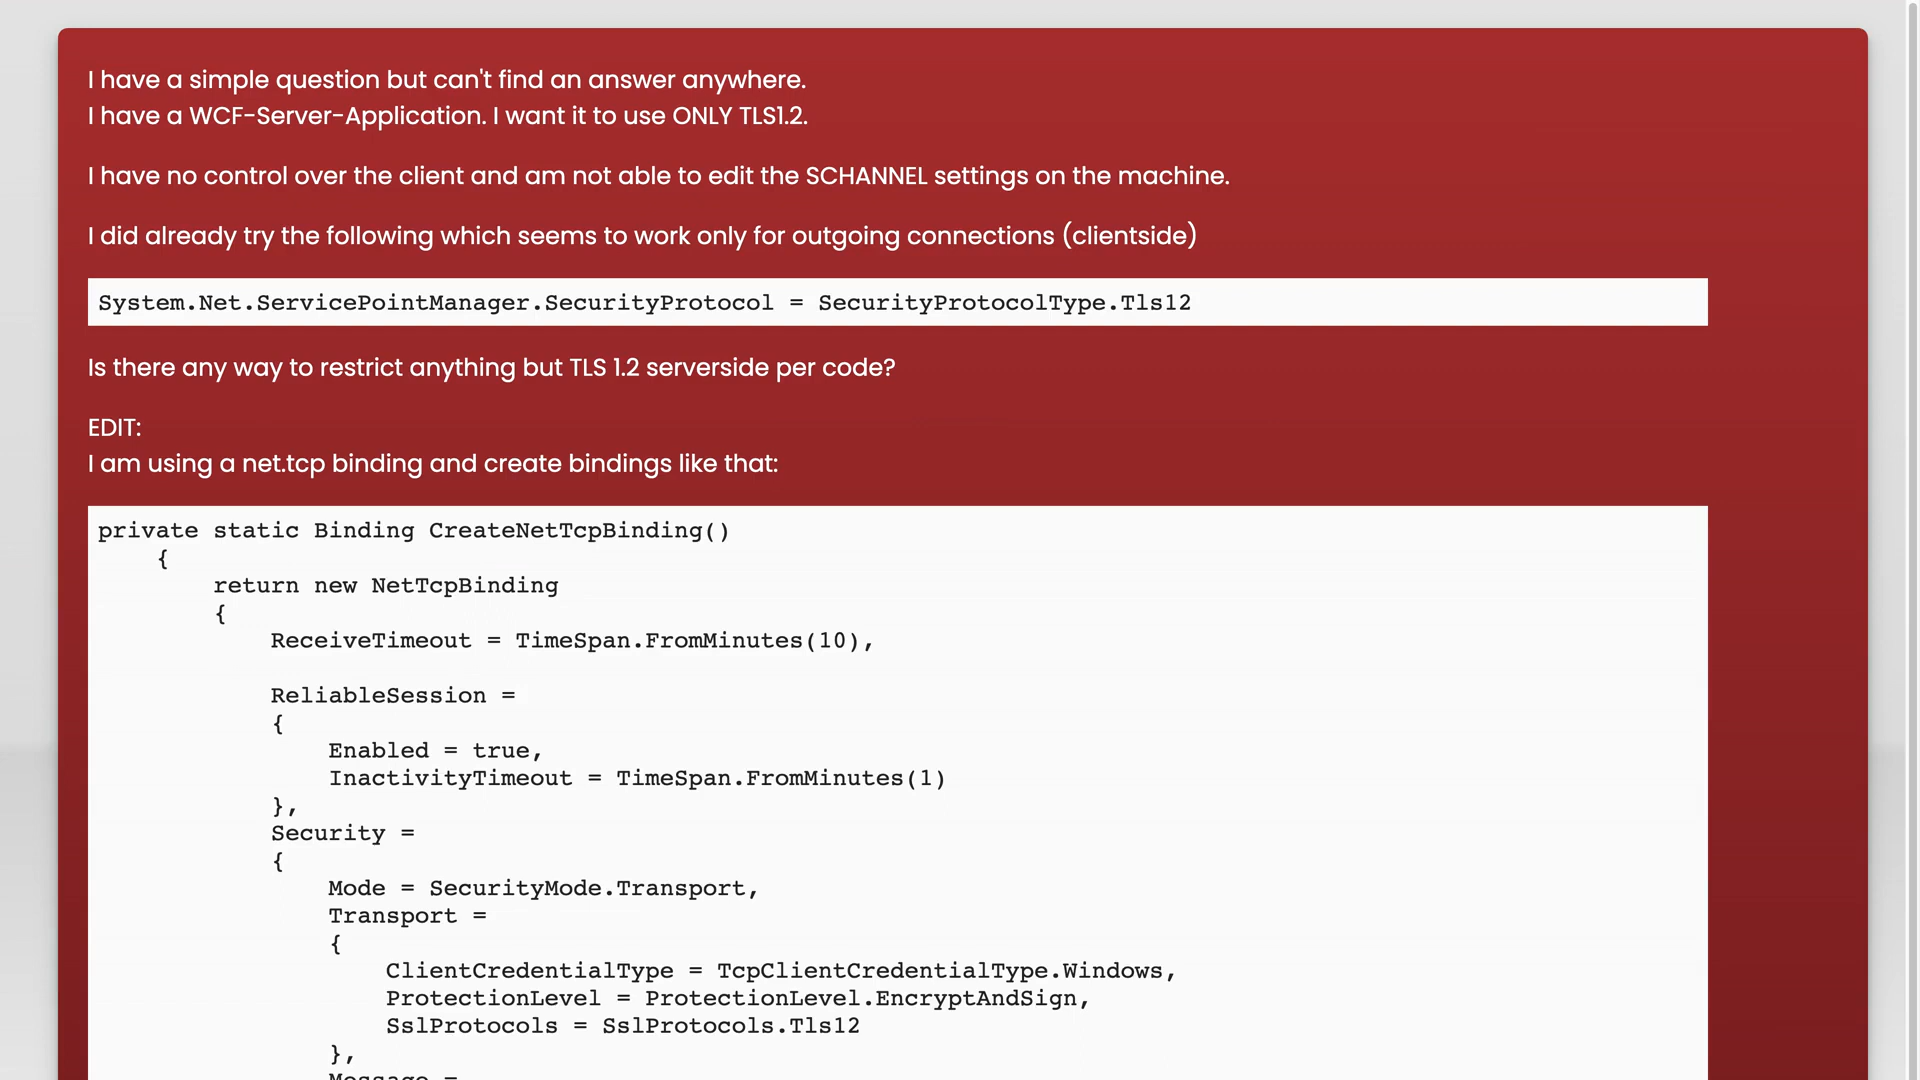 I have a simple question but can't find an answer anywhere.
I have a WCF-Server-Application. I want it to use ONLY TLS1.2.
I have no control over the client and am not able to edit the SCHANNEL settings on the machine.
I did already try the following which seems to work only for outgoing connections (clientside)
System.Net.ServicePointManager.SecurityProtocol = SecurityProtocolType.Tls12
Is there any way to restrict anything but TLS 1.2 serverside per code?
EDIT:
I am using a net.tcp binding and create bindings like that:
private static Binding CreateNetTcpBinding()
{
return new NetTcpBinding
{
ReceiveTimeout = TimeSpan.FromMinutes(10),
ReliableSession =
{
Enabled = true,
InactivityTimeout = TimeSpan.FromMinutes(1)
},
Security =
{
Mode = SecurityMode.Transport,
Transport =
{
ClientCredentialType = TcpClientCredentialType.Windows,
ProtectionLevel = ProtectionLevel.EncryptAndSign,
SslProtocols = SslProtocols.Tls12
},
Message =